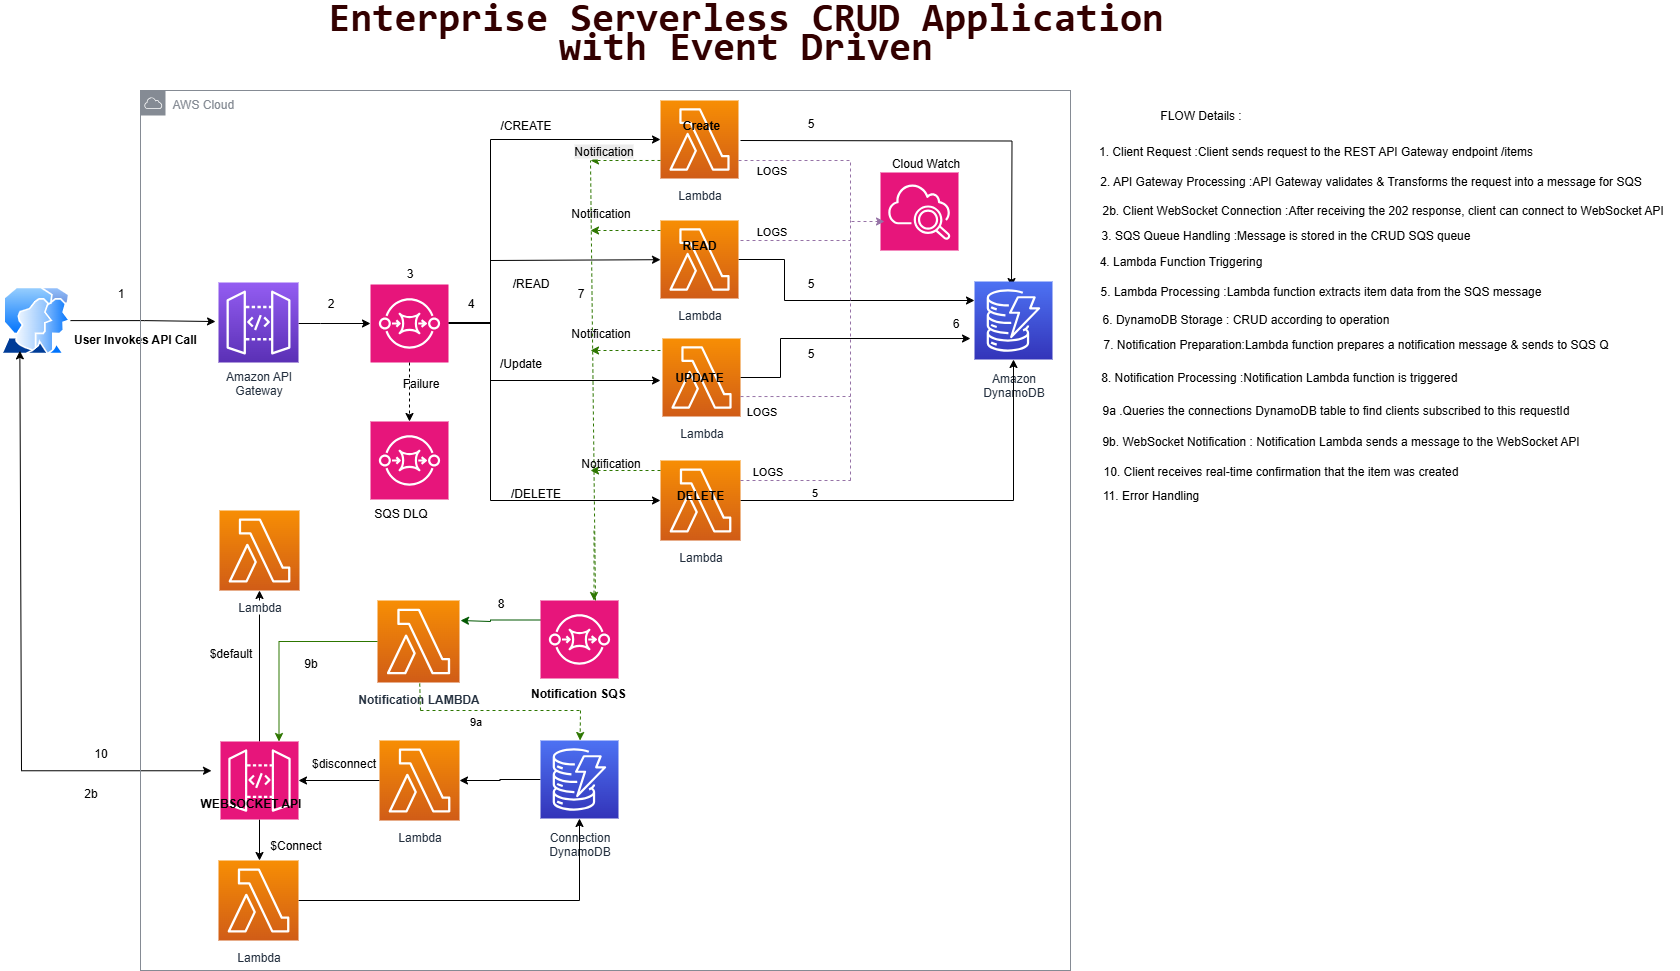 Enterprise Serverless CRUD Application
with Event Driven
AWS Cloud
FLOW Details :
1. Client Request :Client sends request to the REST API Gateway endpoint /items
2. API Gateway Processing :API Gateway validates & Transforms the request into a message for SQS
2b. Client WebSocket Connection :After receiving the 202 response, client can connect to WebSocket API
3. SQS Queue Handling :Message is stored in the CRUD SQS queue
4. Lambda Function Triggering
5. Lambda Processing :Lambda function extracts item data from the SQS message
6. DynamoDB Storage : CRUD according to operation
7. Notification Preparation:Lambda function prepares a notification message & sends to SQS Q
8. Notification Processing :Notification Lambda function is triggered
9a .Queries the connections DynamoDB table to find clients subscribed to this requestId
9b. WebSocket Notification : Notification Lambda sends a message to the WebSocket API
10. Client receives real-time confirmation that the item was created
11. Error Handling
1
User Invokes API Call
Amazon API
Gateway
2
3
4
Failure
SQS DLQ
/CREATE
/READ
/Update
/DELETE
Notification
Notification
Notification
Notification
7
Create
Lambda
READ
Lambda
UPDATE
Lambda
DELETE
Lambda
LOGS
LOGS
LOGS
LOGS
Cloud Watch
5
5
5
5
6
Amazon
DynamoDB
Lambda
$default
8
9b
Notification LAMBDA
Notification SQS
9a
10
2b
WEBSOCKET API
$disconnect
Lambda
Connection
DynamoDB
$Connect
Lambda